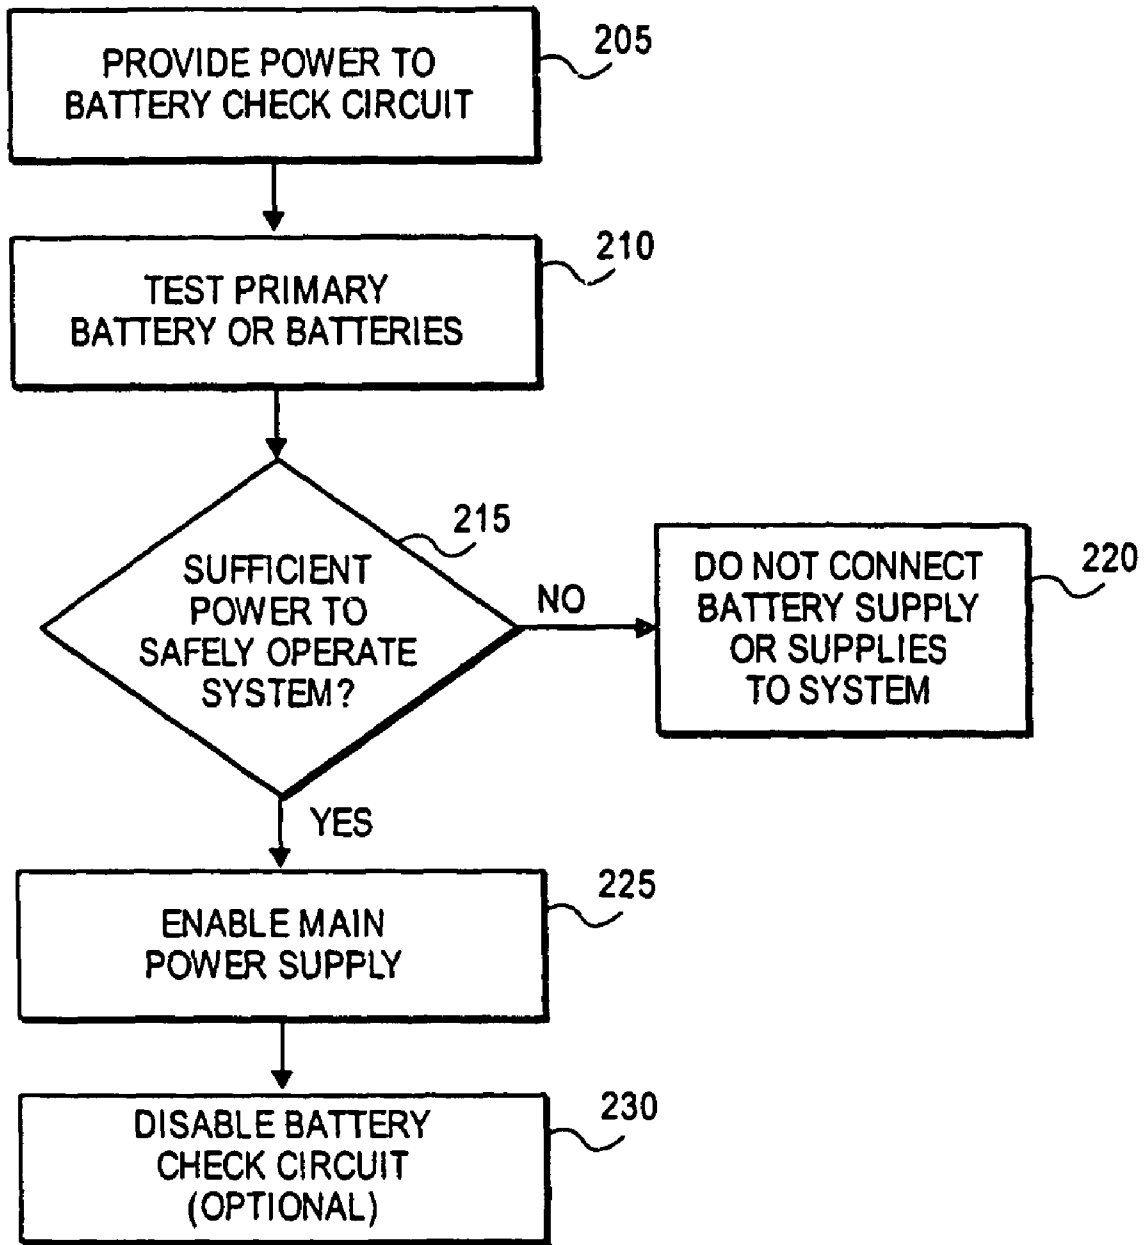 PROVIDE POWER TO
BATTERY CHECK CIRCUIT
205
TEST PRIMARY
BATTERY OR BATTERIES
210
SUFFICIENT
POWER TO
SAFELY OPERATE
SYSTEM?
215
NO
DO NOT CONNECT
BATTERY SUPPLY
OR SUPPLIES
TO SYSTEM
220
YES
ENABLE MAIN
POWER SUPPLY
225
DISABLE BATTERY
CHECK CIRCUIT
(OPTIONAL)
230